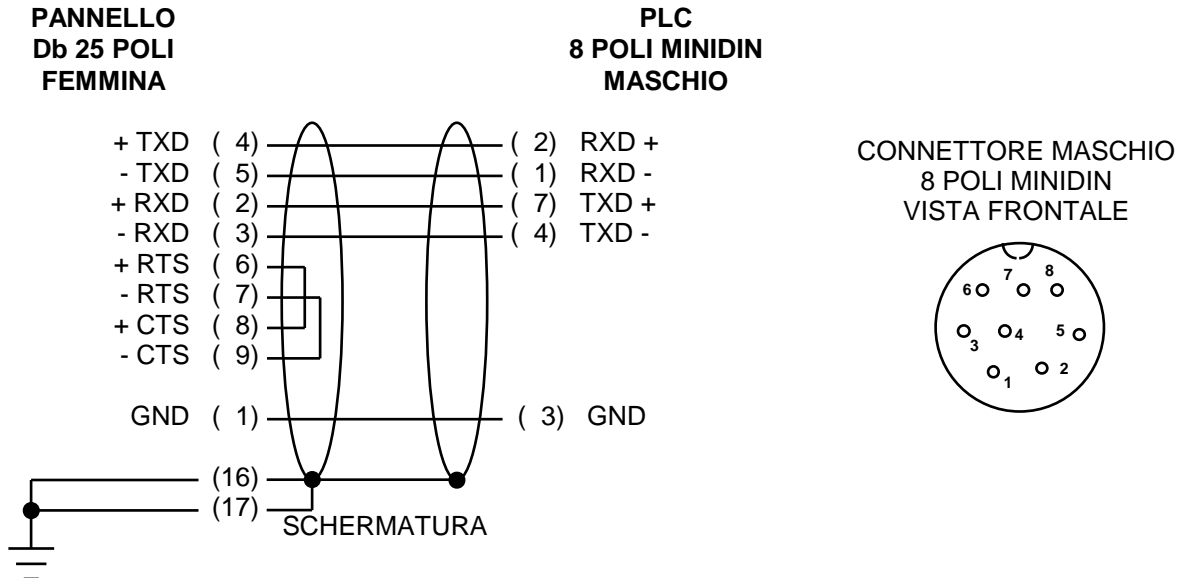 PANNELLO
Db 25 POLI
FEMMINA
PLC
8 POLI MINIDIN
MASCHIO
+ TXD ( 4) ( 2) RXD +
- TXD ( 5) ( 1) RXD -
+ RXD ( 2) ( 7) TXD +
- RXD ( 3) ( 4) TXD -
+ RTS ( 6)
- RTS ( 7)
+ CTS ( 8)
- CTS ( 9)
GND ( 1) ( 3) GND
(16)
(17)
SCHERMATURA
CONNETTORE MASCHIO
8 POLI MINIDIN
VISTA FRONTALE
6 7 8
3 4 5
1 2